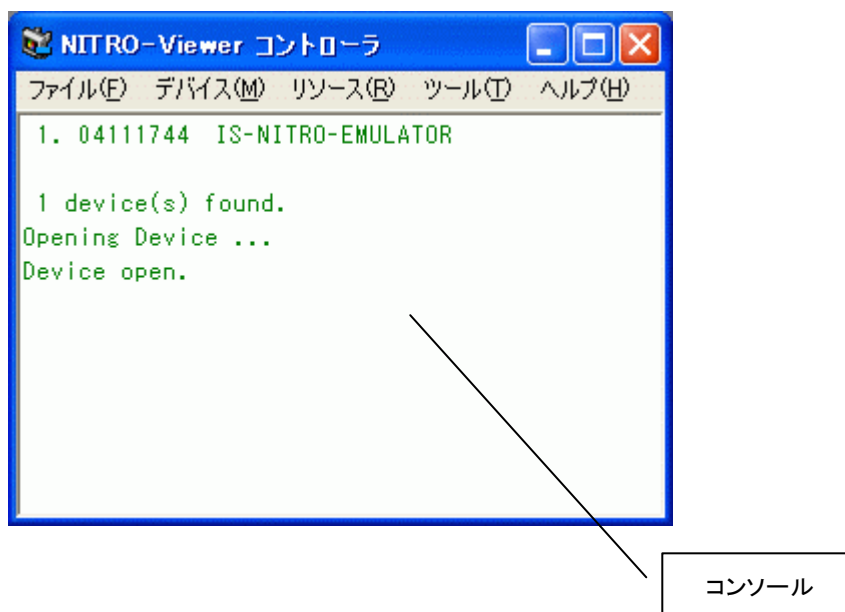 NITRO-Viewer コントローラ
ファイル(F) デバイス(M) リソース(R) ツール(T) ヘルプ(H)
1. 04111744 IS-NITRO-EMULATOR
1 device(s) found.
Opening Device ...
Device open.
コンソール